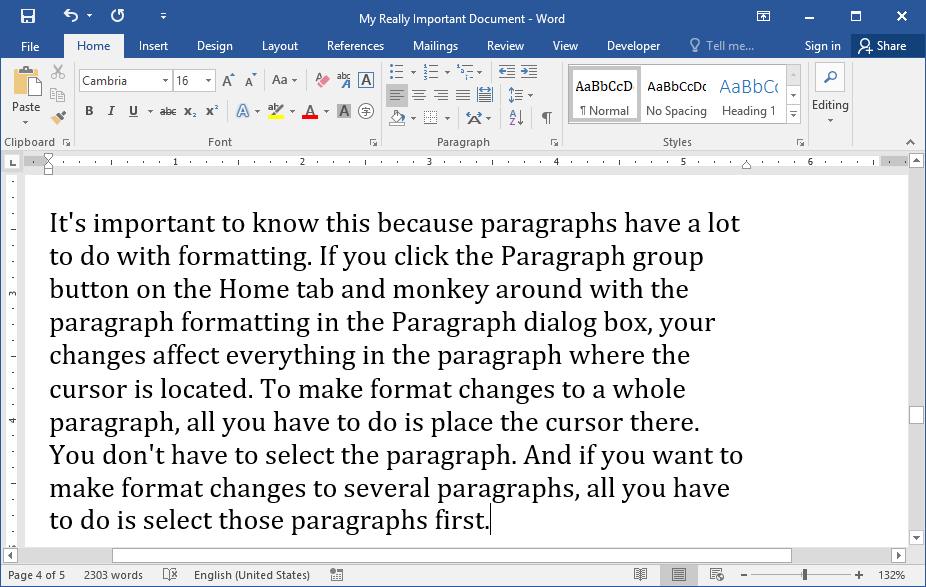 My Really Important Document - Word
File Home Insert Design Layout References Mailings Review View Developer Tell me... Sign in Share
Paste
Clipboard
Cambria 16
Aa
B I U abc X₂ X²
Font
Paragraph
AaBbCcD AaBbCcDc AaBbCc
¶ Normal No Spacing Heading 1
Styles
Editing
1 2 3 4 5 6
It's important to know this because paragraphs have a lot
to do with formatting. If you click the Paragraph group
button on the Home tab and monkey around with the
paragraph formatting in the Paragraph dialog box, your
changes affect everything in the paragraph where the
cursor is located. To make format changes to a whole
paragraph, all you have to do is place the cursor there.
You don't have to select the paragraph. And if you want to
make format changes to several paragraphs, all you have
to do is select those paragraphs first.
Page 4 of 5 2303 words English (United States) 132%